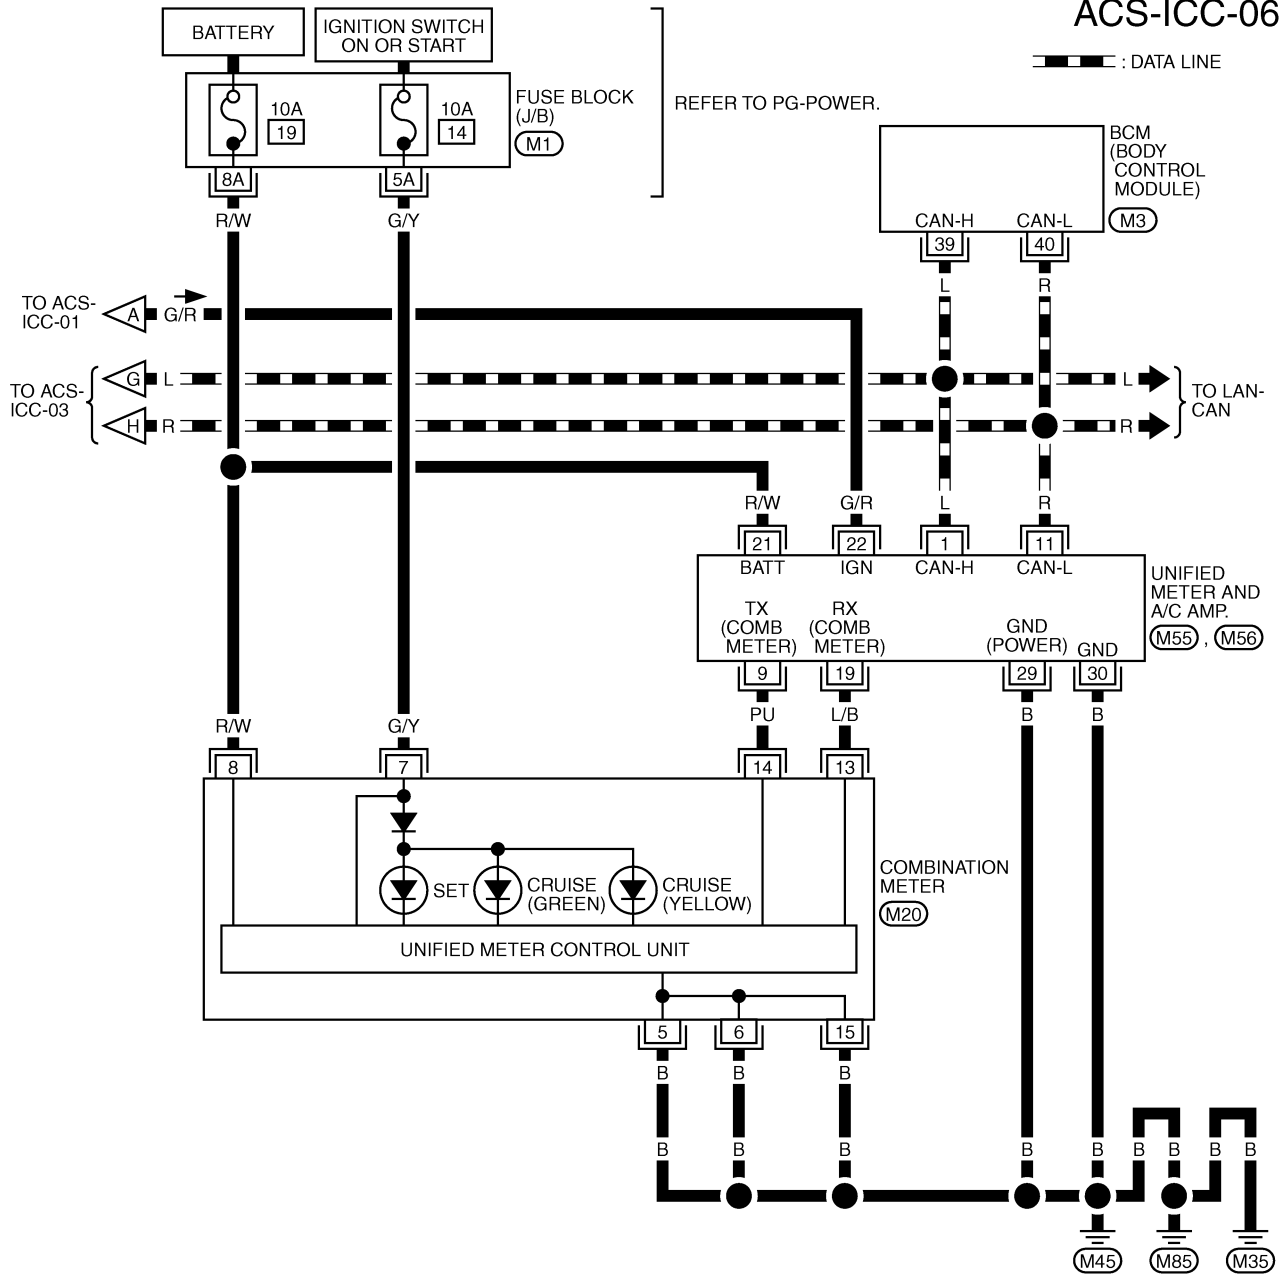 ACS-ICC-06
BATTERY
IGNITION SWITCH
ON OR START
: DATA LINE
10A
19
10A
14
FUSE BLOCK
(J/B)
M1
REFER TO PG-POWER.
BCM
(BODY
CONTROL
MODULE)
M3
8A
5A
CAN-H
CAN-L
39
40
R/W
G/Y
L
R
TO ACS-
ICC-01
A
G/R
TO ACS-
ICC-03
G
L
L
H
R
R
TO LAN-
CAN
R/W
G/R
L
R
21
22
1
11
BATT
IGN
CAN-H
CAN-L
UNIFIED
METER AND
A/C AMP.
M55 , M56
TX
(COMB
METER)
RX
(COMB
METER)
GND
(POWER)
GND
9
19
29
30
R/W
G/Y
PU
L/B
B
B
8
7
14
13
SET
CRUISE
(GREEN)
CRUISE
(YELLOW)
COMBINATION
METER
M20
UNIFIED METER CONTROL UNIT
5
6
15
B
B
B
B
B
B
B
B
B
B
B
B
M45
M85
M35